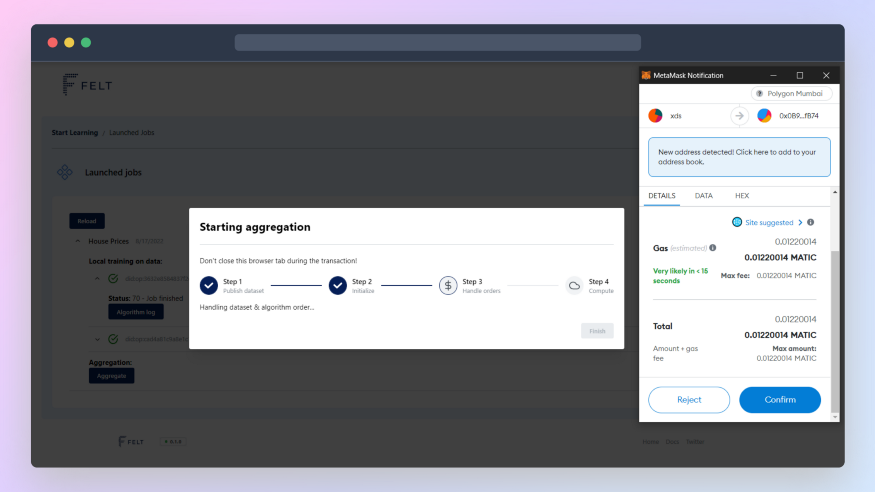 FELT
Start Learning / Launched Jobs
Launched jobs
Reload
House Prices 8/17/2022
Local training on data:
Status: 70 - Job finished
Algorithm log
Aggregation:
Aggregate
Starting aggregation
Don't close this browser tab during the transaction!
Step 1
Publish dataset
Step 2
Initialize
Step 3
Handle orders
Step 4
Compute
Handling dataset & algorithm order...
Finish
FELT
Home Docs Twitter
MetaMask Notification
Polygon Mumbai
xds
0x0B9...fB74
New address detected! Click here to add to your
address book.
DETAILS DATA HEX
Site suggested
Gas (estimated)
0.01220014
0.01220014 MATIC
Very likely in < 15
seconds
Max fee: 0.01220014 MATIC
Total
0.01220014
0.01220014 MATIC
Amount + gas
fee
Max amount:
0.01220014 MATIC
Reject
Confirm